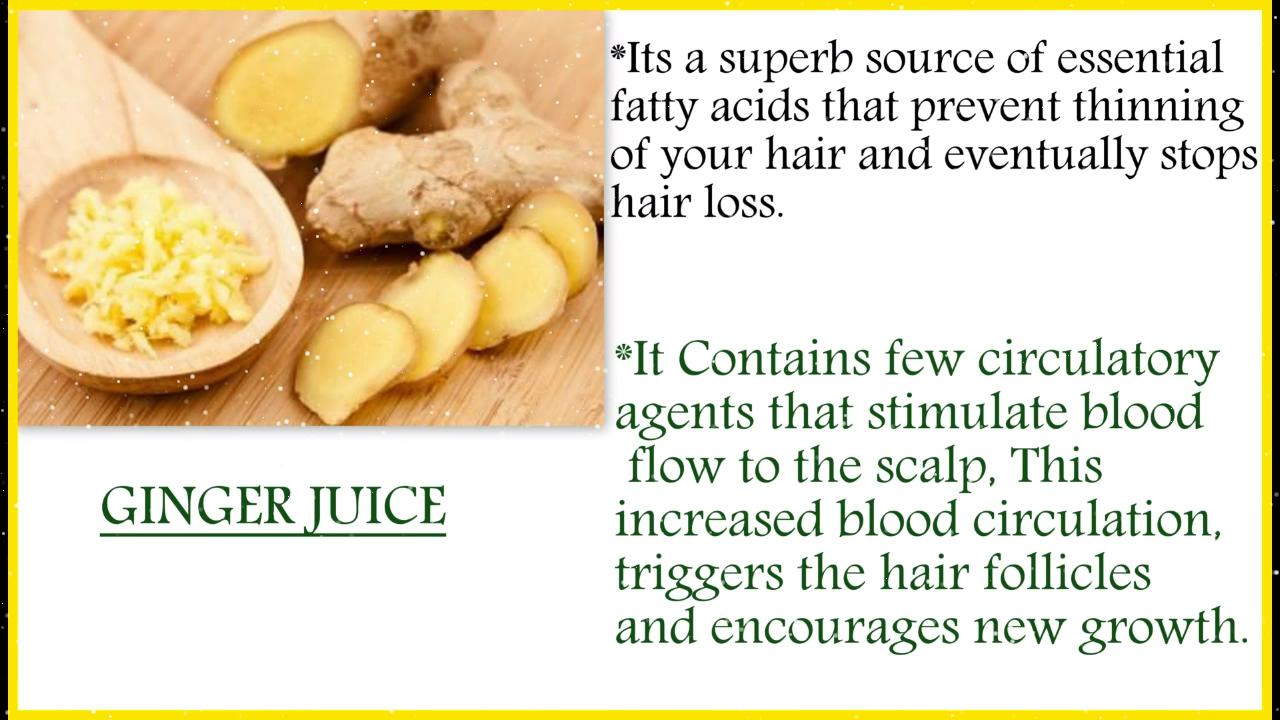 *Its a superb source of essential
fatty acids that prevent thinning
of your hair and eventually stops
hair loss.
*It Contains few circulatory
agents that stimulate blood
flow to the scalp, This
increased blood circulation,
triggers the hair follicles
and encourages new growth.
GINGER JUICE